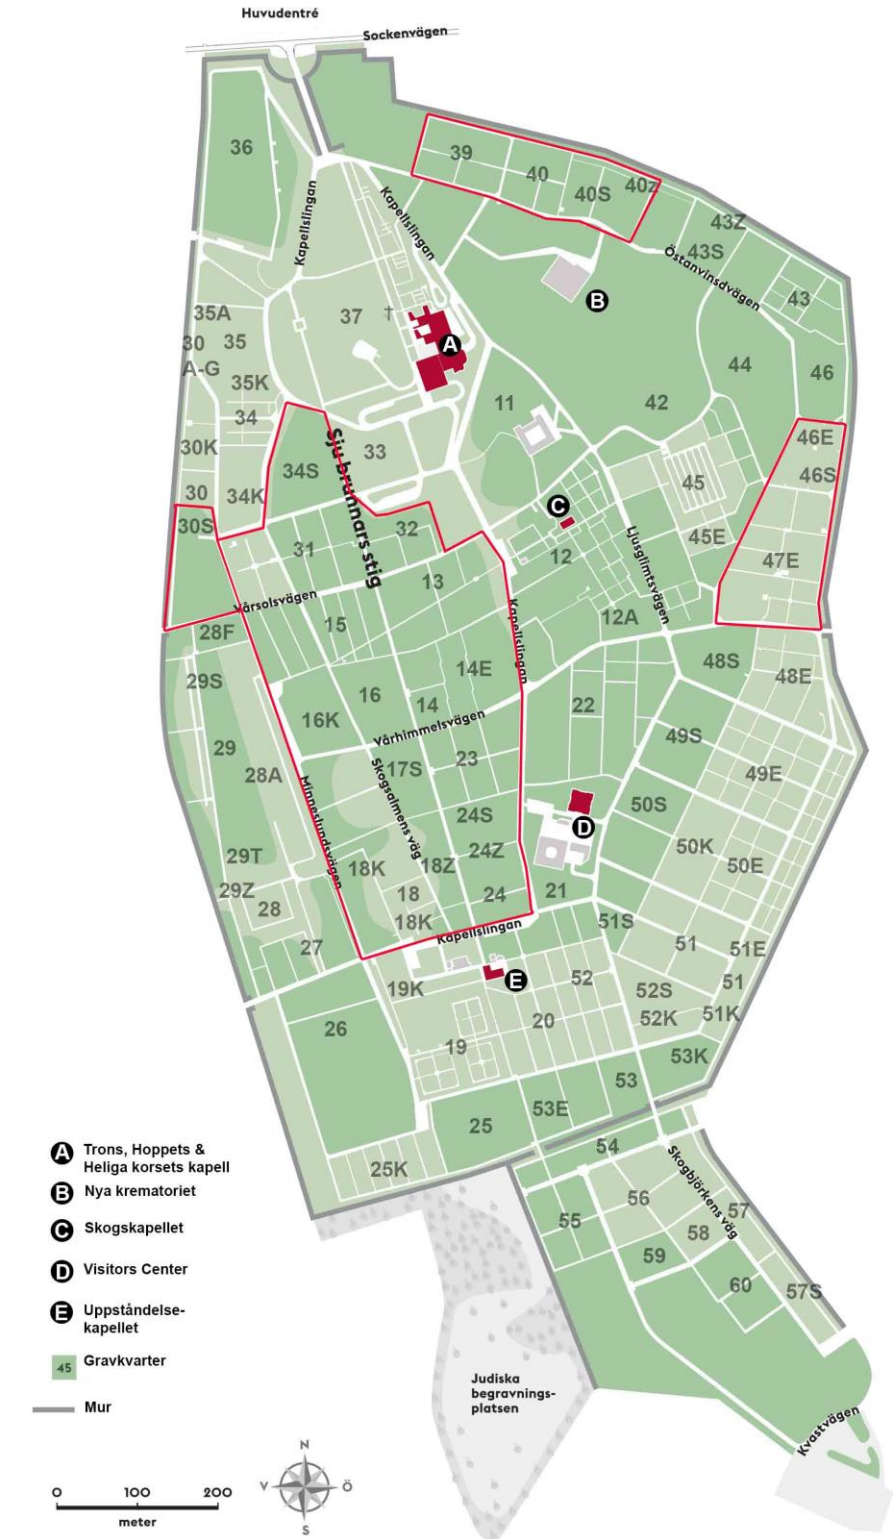 Huvudentré
Sockenvägen
36
39
40
40S
40z
43Z
43S
Östanvindsvägen
43
Kapellslingan
Kapellslingan
37
A
B
35A
30
35
A-G
35K
34
30K
30
34K
34S
33
30S
Sju brunnars stig
11
42
44
46
46E
46S
45
45E
47E
C
12
12A
Ljusglimtsvägen
31
32
13
Vårsolsvägen
15
28F
29S
29
28A
16
16K
14
14E
Kapellslingan
Vårhimmelsvägen
17S
23
22
48S
48E
49S
49E
Skogsalmens väg
Minneslundsvägen
24S
24Z
24
18K
18
18Z
18K
D
21
50S
50K
50E
29T
29Z
28
27
Kapellslingan
51S
51
51E
51
51K
E
52
52S
52K
19K
20
19
26
53K
53
53E
25
25K
54
55
56
57
58
59
60
57S
Skogbjörkens väg
Kvastvägen
Judiska
begravnings-
platsen
A Trons, Hoppets &
Heliga korsets kapell
B Nya krematoriet
C Skogskapellet
D Visitors Center
E Uppståndelse-
kapellet
45 Gravkvarter
Mur
0 100 200
meter
N
V Ö
S